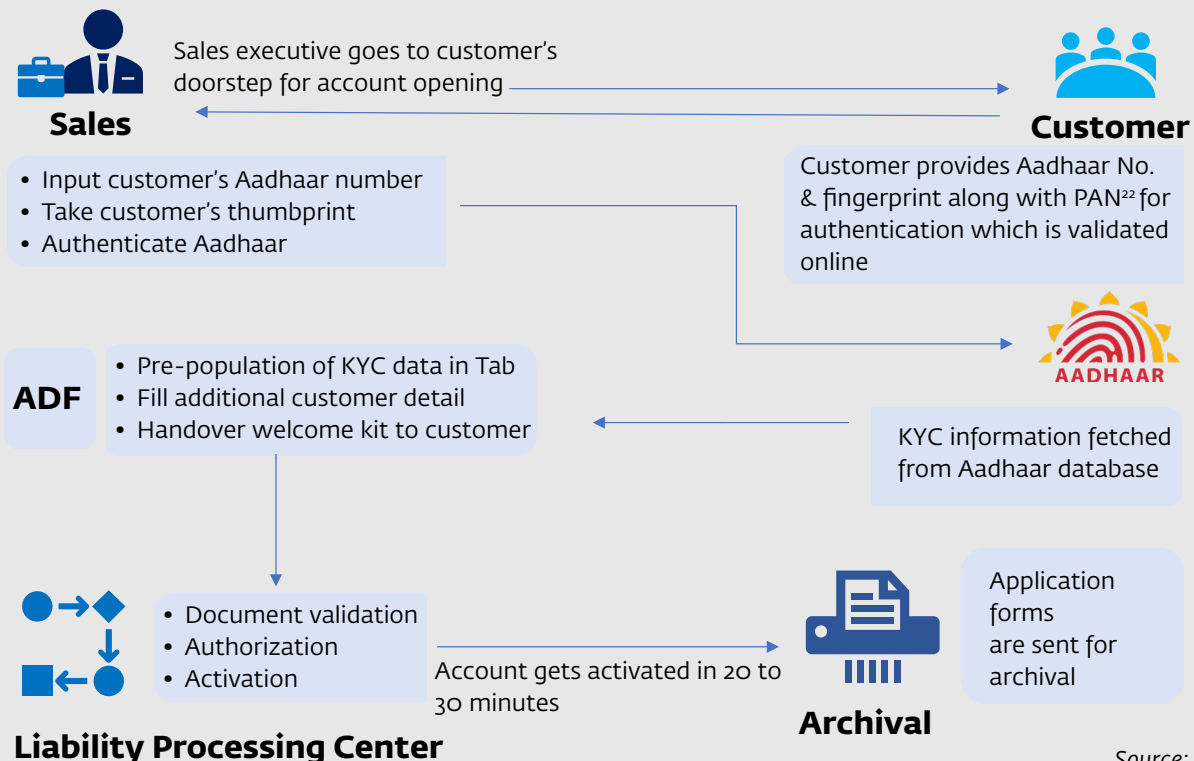 Sales executive goes to customer's
doorstep for account opening
Sales
Customer
• Input customer's Aadhaar number
• Take customer's thumbprint
• Authenticate Aadhaar
Customer provides Aadhaar No.
& fingerprint along with PAN²² for
authentication which is validated
online
AADHAAR
ADF
• Pre-population of KYC data in Tab
• Fill additional customer detail
• Handover welcome kit to customer
KYC information fetched
from Aadhaar database
• Document validation
• Authorization
• Activation
Account gets activated in 20 to
30 minutes
Liability Processing Center
Application
forms
are sent for
archival
Archival
Source: